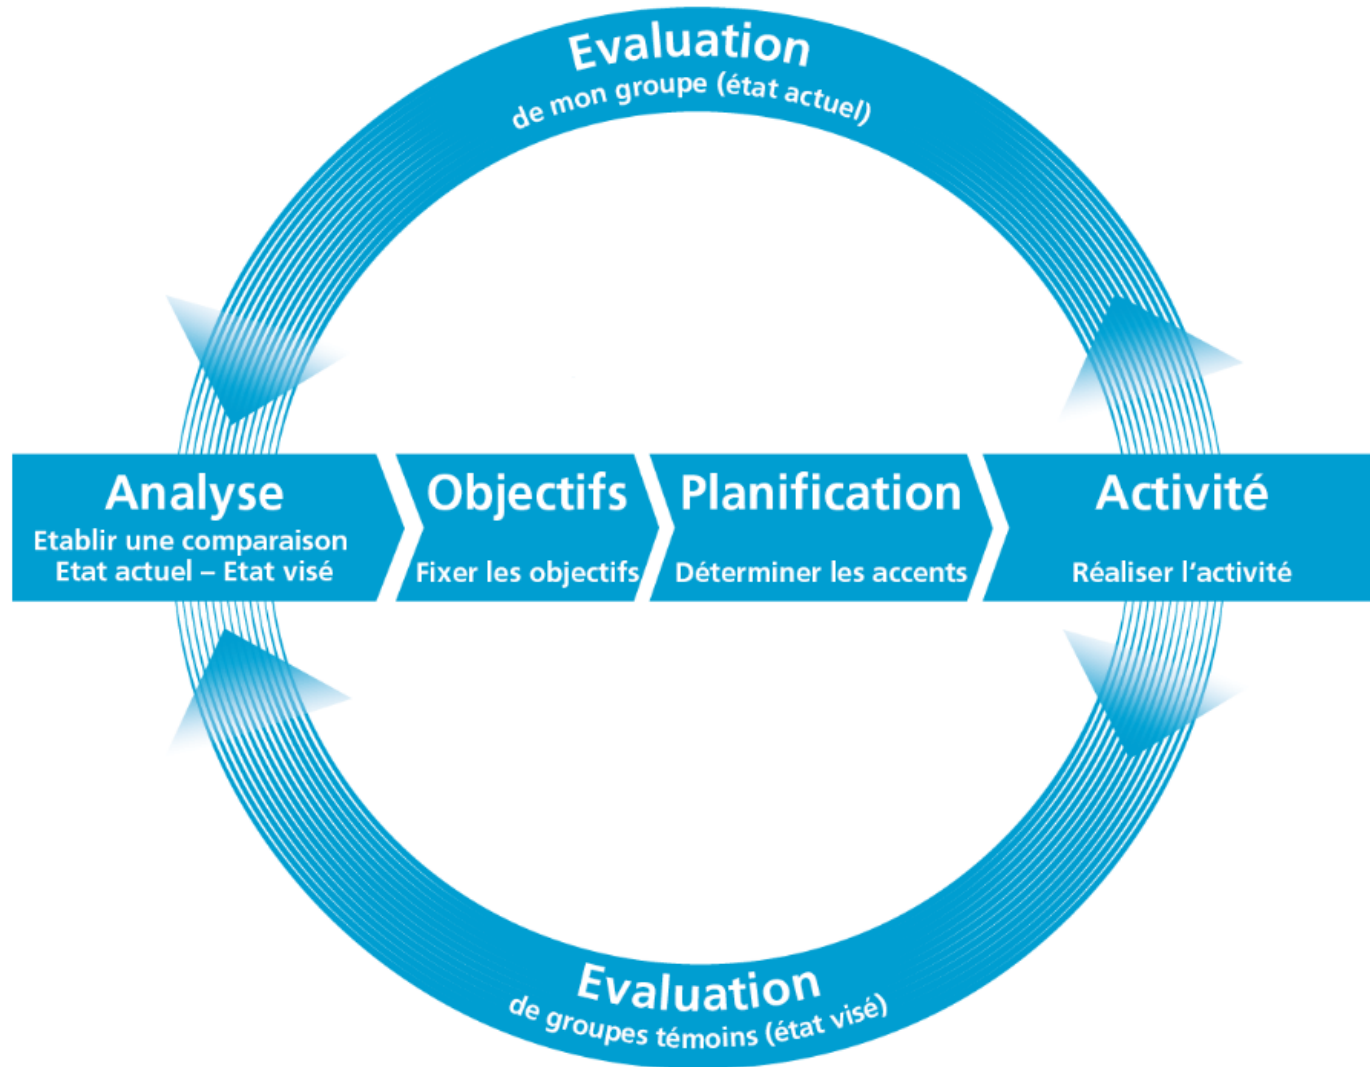 Evaluation
de mon groupe (état actuel)
Analyse
Etablir une comparaison
Etat actuel – Etat visé
Objectifs
Fixer les objectifs
Planification
Déterminer les accents
Activité
Réaliser l’activité
Evaluation
de groupes témoins (état visé)